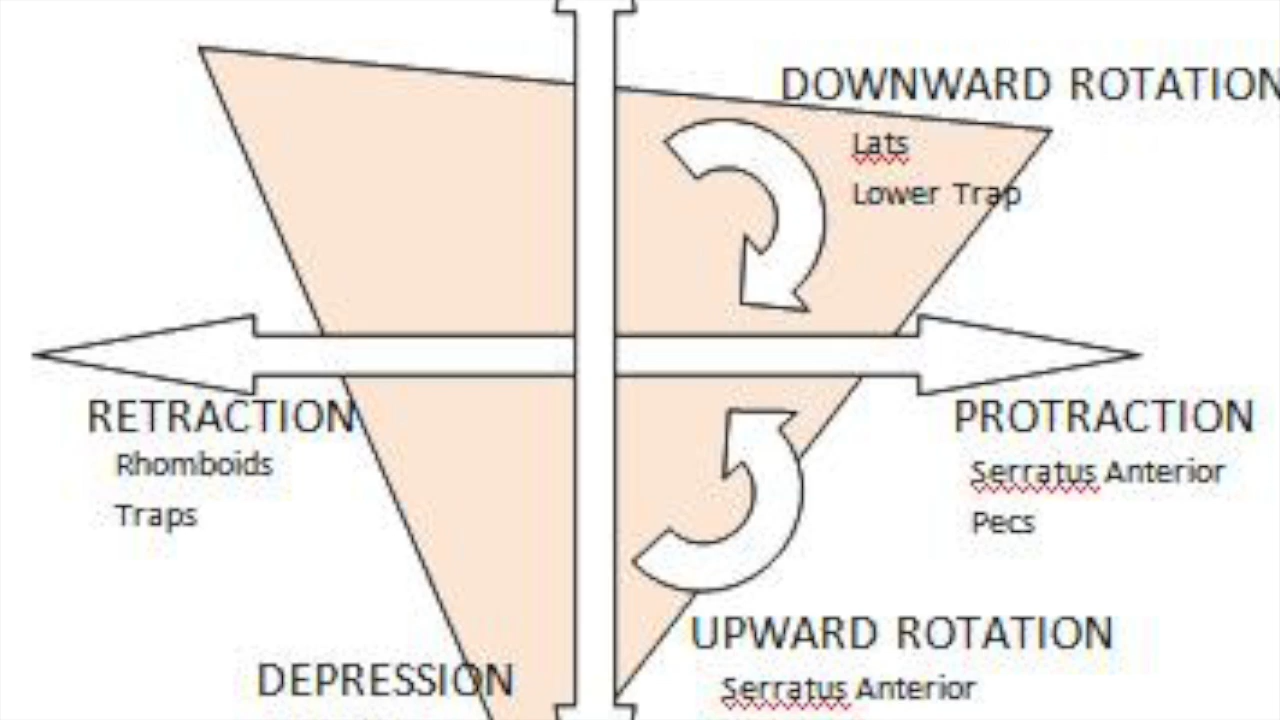 DOWNWARD ROTATION
Lats
Lower Trap
RETRACTION
Rhomboids
Traps
PROTRACTION
Serratus Anterior
Pecs
UPWARD ROTATION
Serratus Anterior
DEPRESSION